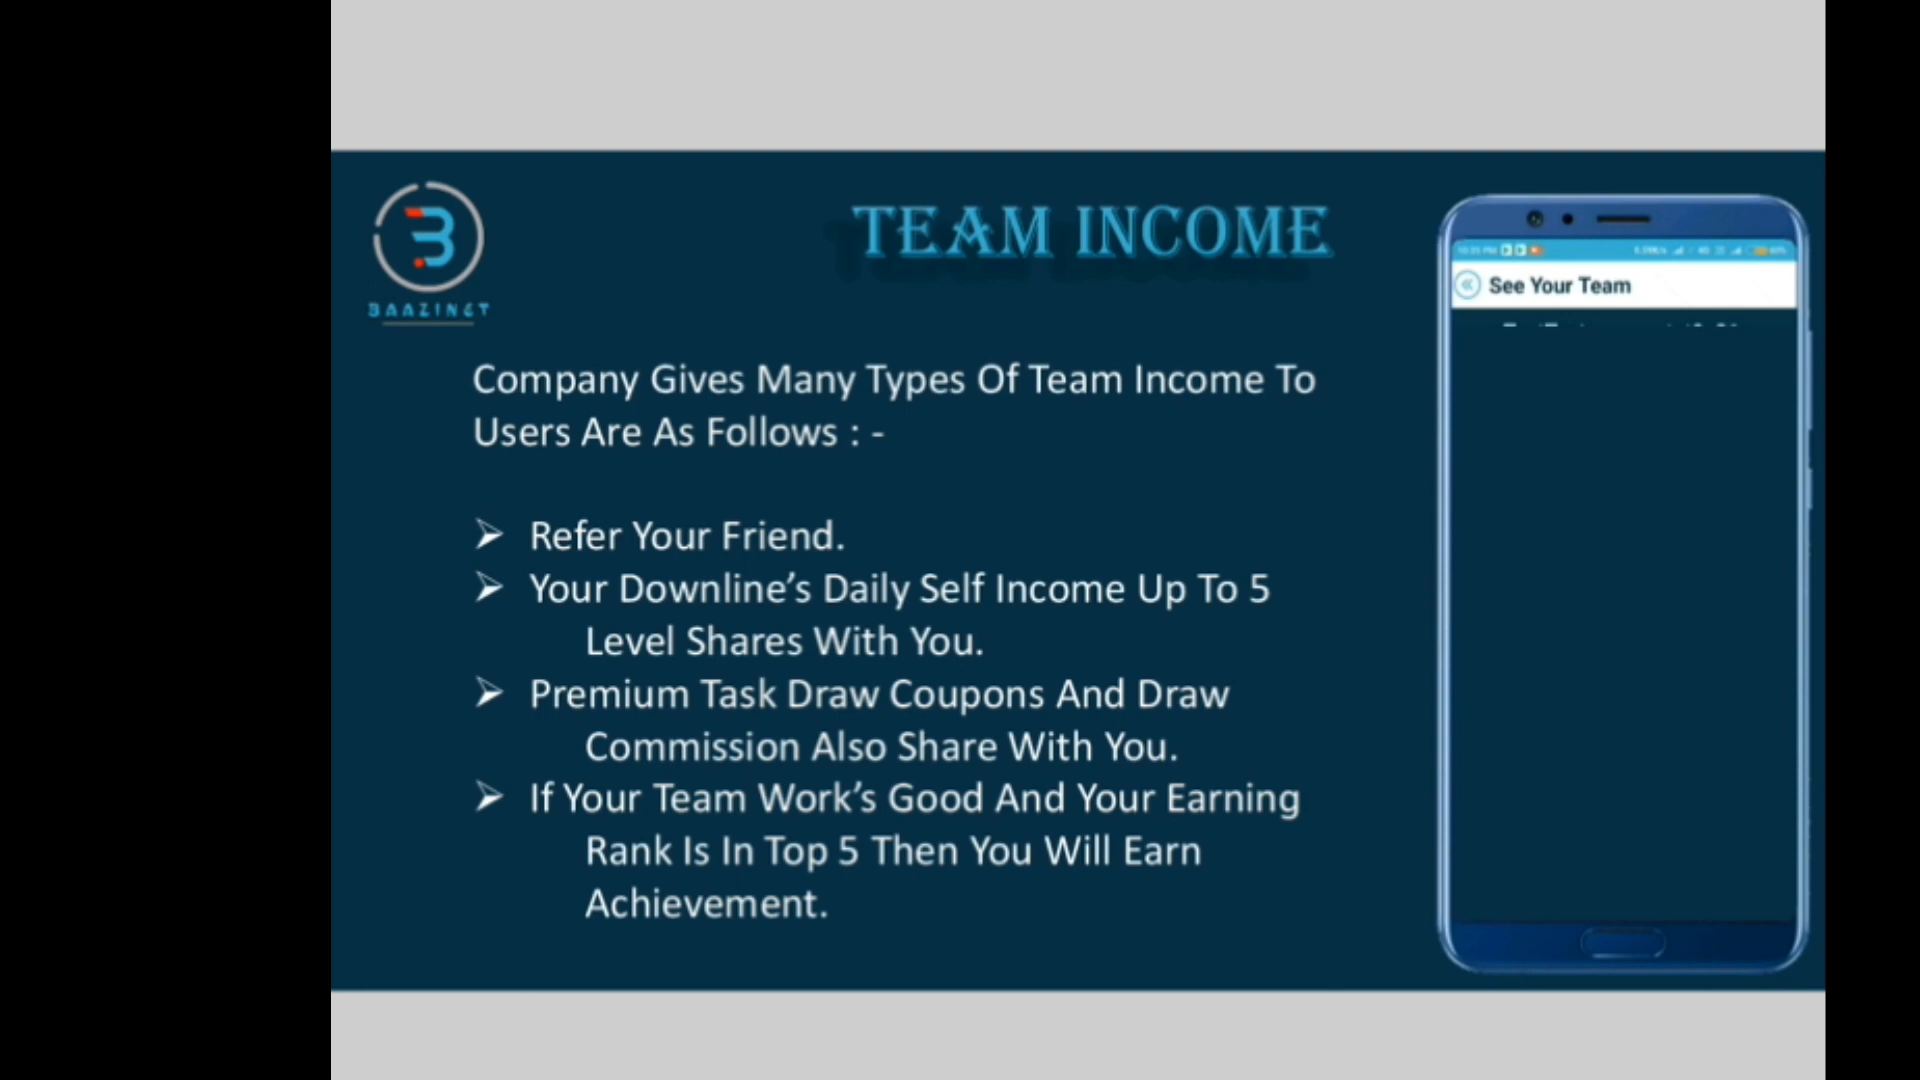 BAAZINET
TEAM INCOME
Company Gives Many Types Of Team Income To
Users Are As Follows : -
➢ Refer Your Friend.
➢ Your Downline’s Daily Self Income Up To 5
Level Shares With You.
➢ Premium Task Draw Coupons And Draw
Commission Also Share With You.
➢ If Your Team Work’s Good And Your Earning
Rank Is In Top 5 Then You Will Earn
Achievement.
See Your Team